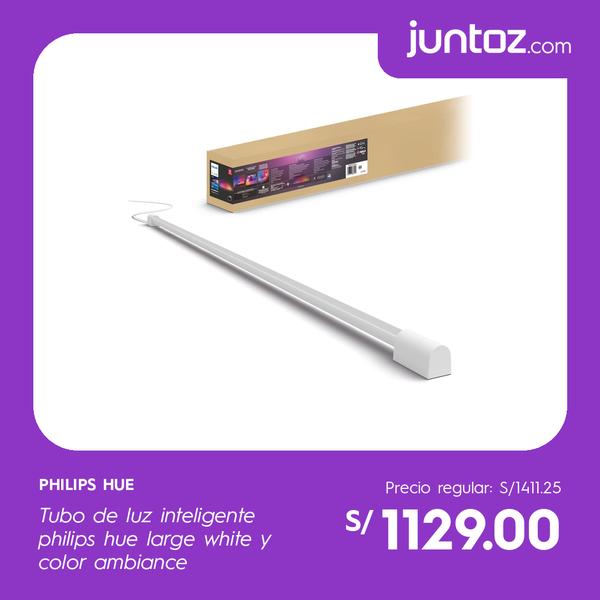 juntoz.com
PHILIPS HUE
Tubo de luz inteligente
philips hue large white y
color ambiance
Precio regular: S/1411.25
S/1129.00